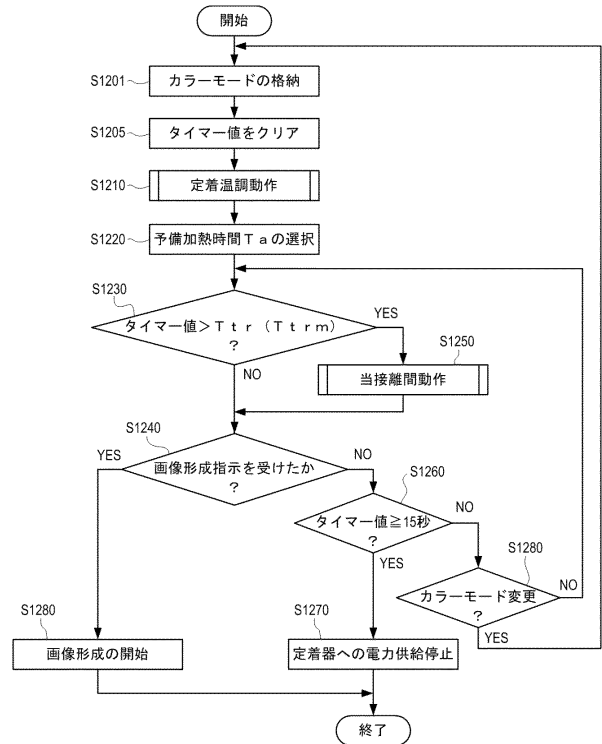 開始
S1201
カラーモードの格納
S1205
タイマー値をクリア
S1210
定着温調動作
S1220
予備加熱時間Taの選択
S1230
タイマー値>Ttr(Ttrm)
?
YES
NO
S1250
当接離間動作
S1240
画像形成指示を受けたか
?
YES
NO
S1260
タイマー値≧15秒
?
NO
YES
S1280
カラーモード変更
?
NO
YES
S1280
画像形成の開始
S1270
定着器への電力供給停止
終了